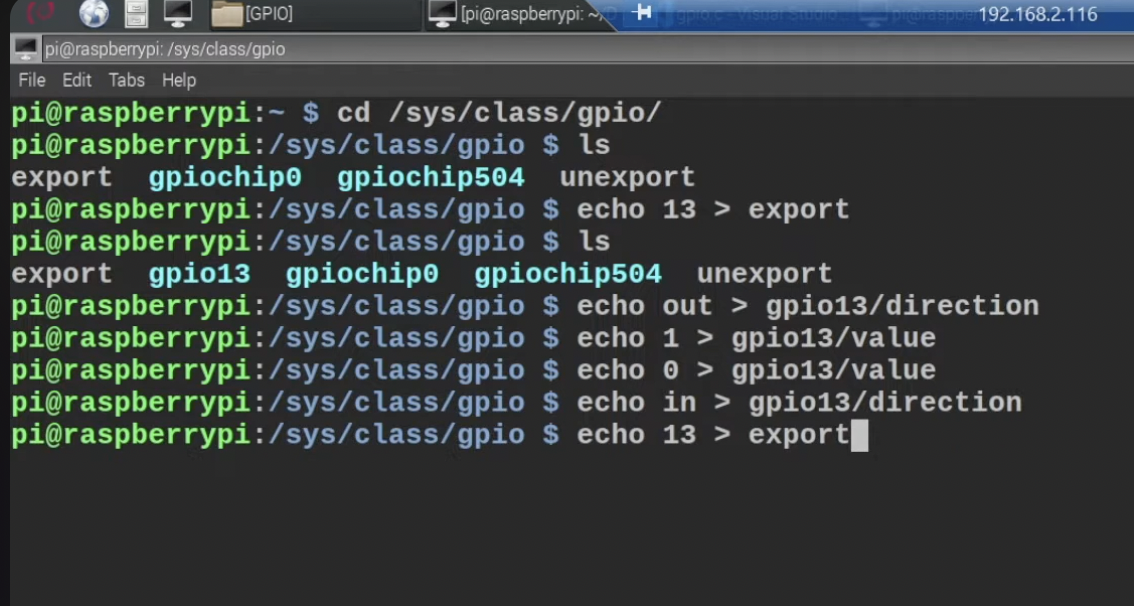 [GPIO]
[pi@raspberrypi: ~/D
gpio.c - Visual Studio...
192.168.2.116
pi@raspberrypi: /sys/class/gpio
File Edit Tabs Help
pi@raspberrypi:~ $ cd /sys/class/gpio/
pi@raspberrypi:/sys/class/gpio $ ls
export gpiochip0 gpiochip504 unexport
pi@raspberrypi:/sys/class/gpio $ echo 13 > export
pi@raspberrypi:/sys/class/gpio $ ls
export gpio13 gpiochip0 gpiochip504 unexport
pi@raspberrypi:/sys/class/gpio $ echo out > gpio13/direction
pi@raspberrypi:/sys/class/gpio $ echo 1 > gpio13/value
pi@raspberrypi:/sys/class/gpio $ echo 0 > gpio13/value
pi@raspberrypi:/sys/class/gpio $ echo in > gpio13/direction
pi@raspberrypi:/sys/class/gpio $ echo 13 > export